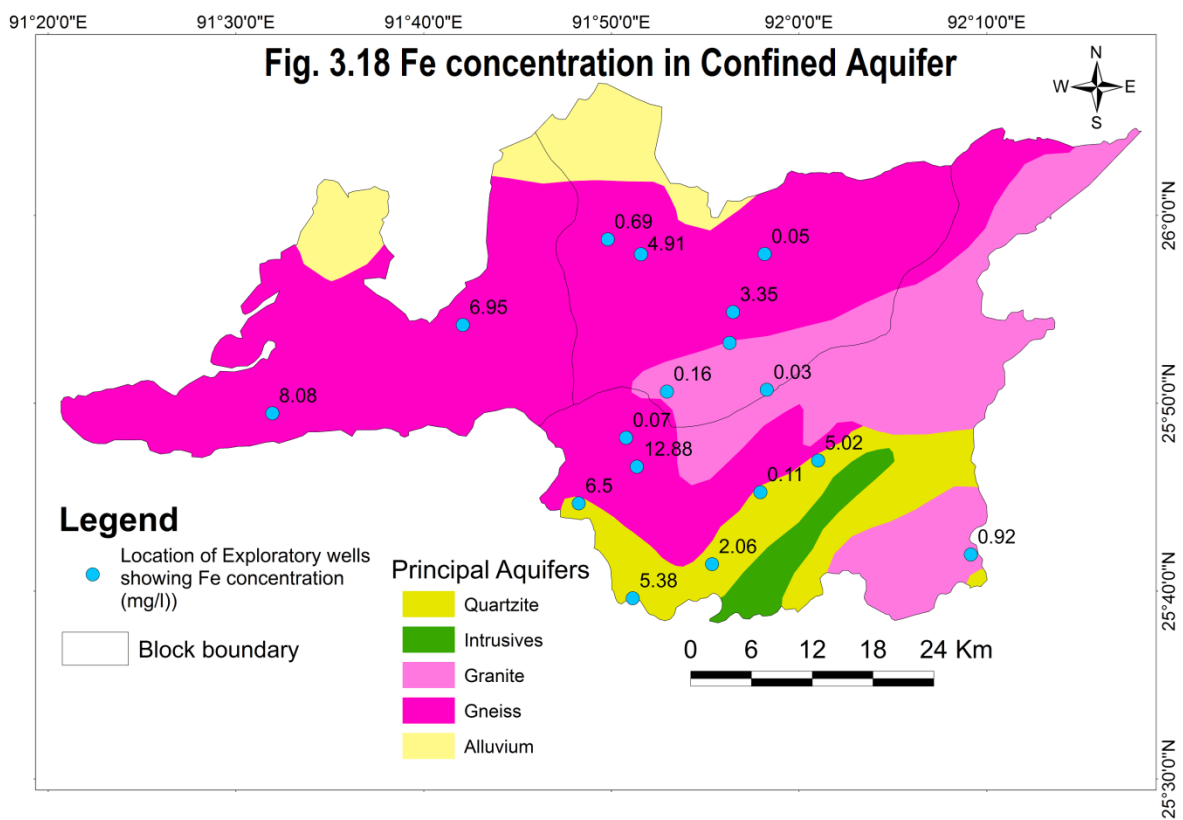 91°20'0"E
91°30'0"E
91°40'0"E
91°50'0"E
92°0'0"E
92°10'0"E
Fig. 3.18 Fe concentration in Confined Aquifer
N
W
E
S
26°0'0"N
0.69
4.91
0.05
6.95
3.35
0.16
0.03
25°50'0"N
8.08
0.07
12.88
5.02
6.5
0.11
2.06
0.92
5.38
25°40'0"N
25°30'0"N
Legend
Location of Exploratory wells
showing Fe concentration
(mg/l))
Block boundary
Principal Aquifers
Quartzite
Intrusives
Granite
Gneiss
Alluvium
0 6 12 18 24 Km